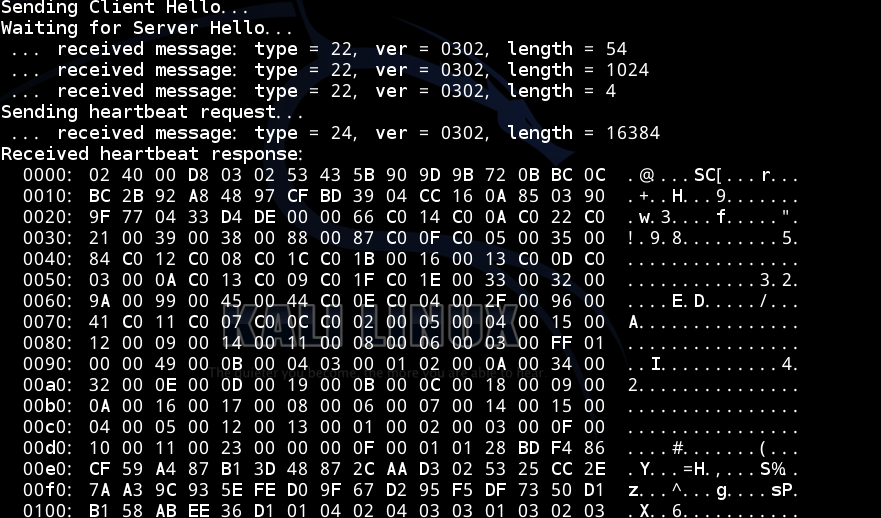 Sending Client Hello...
Waiting for Server Hello...
 ... received message: type = 22, ver = 0302, length = 54
 ... received message: type = 22, ver = 0302, length = 1024
 ... received message: type = 22, ver = 0302, length = 4
Sending heartbeat request...
 ... received message: type = 24, ver = 0302, length = 16384
Received heartbeat response:
  0000: 02 40 00 D8 03 02 53 43 5B 90 9D 9B 72 0B BC 0C  .@....SC[...r...
  0010: BC 2B 92 A8 48 97 CF BD 39 04 CC 16 0A 85 03 90  .+..H...9.......
  0020: 9F 77 04 33 D4 DE 00 00 66 C0 14 C0 0A C0 22 C0  .w.3....f.....".
  0030: 21 00 39 00 38 00 88 00 87 C0 0F C0 05 00 35 00  !.9.8.........5.
  0040: 84 C0 12 C0 08 C0 1C C0 1B 00 16 00 13 C0 0D C0  ................
  0050: 03 00 0A C0 13 C0 09 C0 1F C0 1E 00 33 00 32 00  ............3.2.
  0060: 9A 00 99 00 45 00 44 C0 0E C0 04 00 2F 00 96 00  ....E.D...../...
  0070: 41 C0 11 C0 07 C0 0C C0 02 00 05 00 04 00 15 00  A...............
  0080: 12 00 09 00 14 00 11 00 08 00 06 00 03 00 FF 01  ................
  0090: 00 00 49 00 0B 00 04 03 00 01 02 00 0A 00 34 00  ..I...........4.
  00a0: 32 00 0E 00 0D 00 19 00 0B 00 0C 00 18 00 09 00  2...............
  00b0: 0A 00 16 00 17 00 08 00 06 00 07 00 14 00 15 00  ................
  00c0: 04 00 05 00 12 00 13 00 01 00 02 00 03 00 0F 00  ................
  00d0: 10 00 11 00 23 00 00 00 0F 00 01 01 28 BD F4 86  ....#.......(...
  00e0: CF 59 A4 87 B1 3D 48 87 2C AA D3 02 53 25 CC 2E  .Y...=H.,...S%..
  00f0: 7A A3 9C 93 5E FE D0 9F 67 D2 95 F5 DF 73 50 D1  z...^...g....sP.
  0100: B1 58 AB EE 36 D1 01 04 02 04 03 03 01 03 02 03  .X..6...........
KALI LINUX
The quieter you become, the more you are able to hear